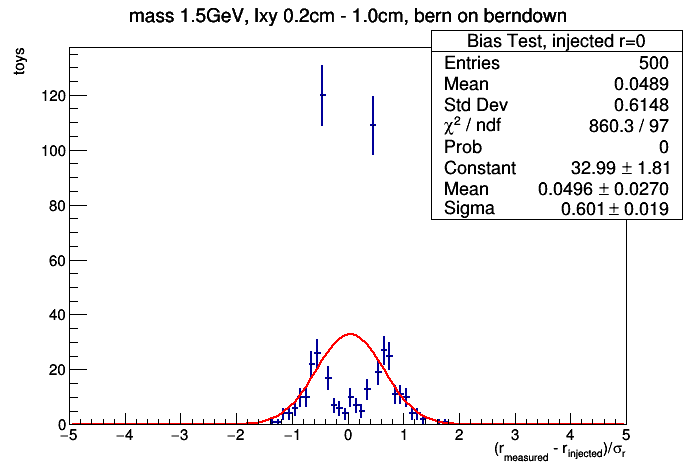 mass 1.5GeV, lxy 0.2cm - 1.0cm, bern on berndown
Bias Test, injected r=0
Entries 500
Mean 0.0489
Std Dev 0.6148
χ² / ndf 860.3 / 97
Prob 0
Constant 32.99 ± 1.81
Mean 0.0496 ± 0.0270
Sigma 0.601 ± 0.019
toys
120
100
80
60
40
20
0
−5 −4 −3 −2 −1 0 1 2 3 4 5
(r_measured - r_injected)/σ_r